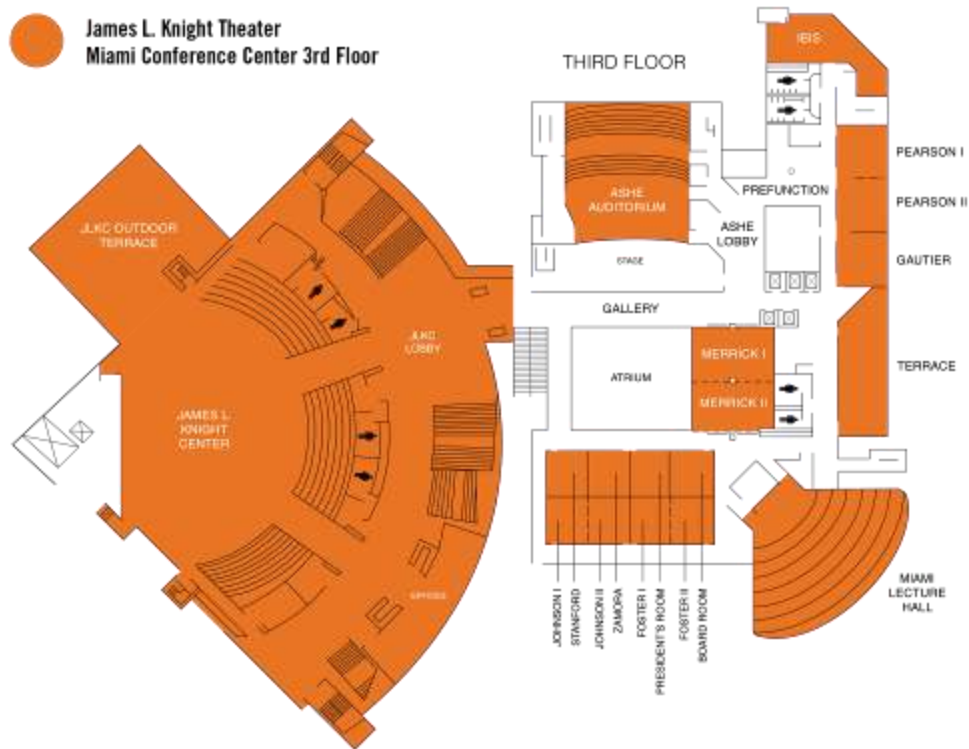 James L. Knight Theater
Miami Conference Center 3rd Floor
THIRD FLOOR
IBIS
PEARSON I
PEARSON II
GAUTIER
TERRACE
PREFUNCTION
ASHE
AUDITORIUM
ASHE
LOBBY
STAGE
GALLERY
JLKC OUTDOOR
TERRACE
JLKC
LOBBY
ATRIUM
MERRICK I
MERRICK II
JAMES L.
KNIGHT
CENTER
JOHNSON I
STANFORD
JOHNSON II
ZAMORA
FOSTER I
PRESIDENT'S ROOM
FOSTER II
BOARD ROOM
MIAMI
LECTURE
HALL